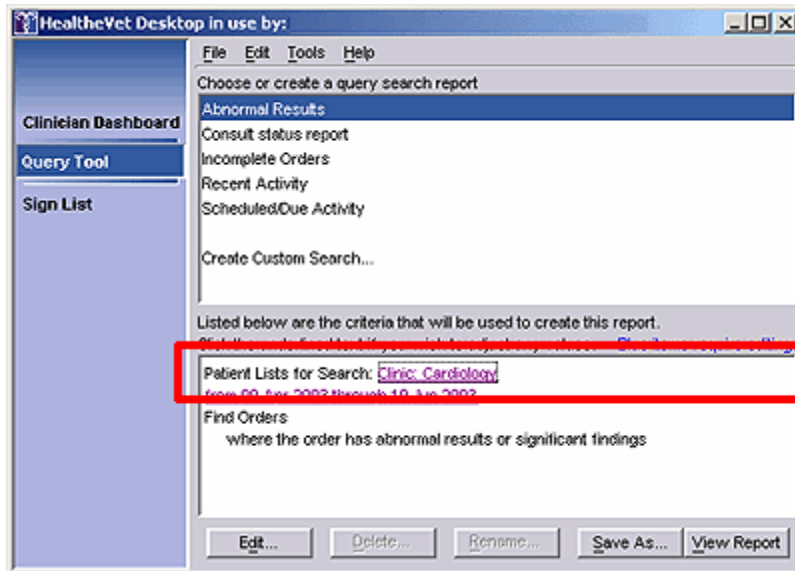 HealtheVet Desktop in use by:
File Edit Tools Help
Choose or create a query search report
Clinician Dashboard
Query Tool
Sign List
Abnormal Results
Consult status report
Incomplete Orders
Recent Activity
Scheduled/Due Activity
Create Custom Search...
Listed below are the criteria that will be used to create this report.
Patient Lists for Search: Clinic: Cardiology
2003 through 2003
Find Orders
where the order has abnormal results or significant findings
Edit... Delete... Rename... Save As... View Report